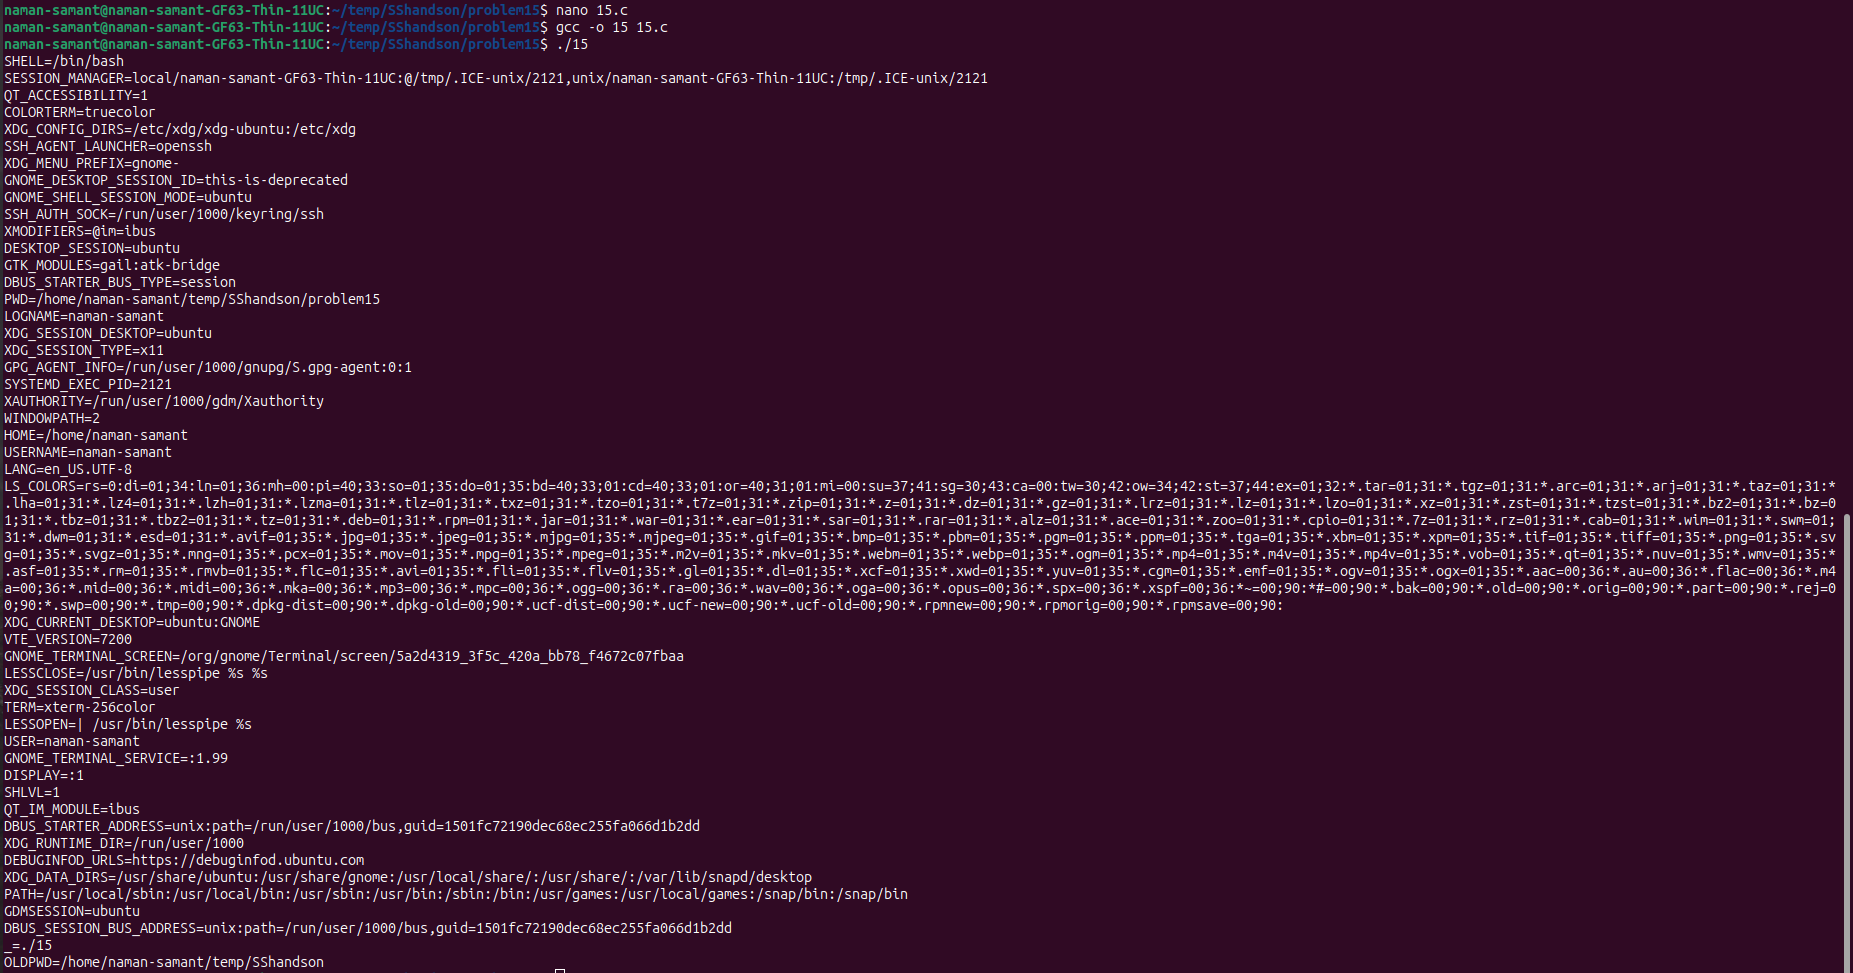 naman-samant@naman-samant-GF63-Thin-11UC:~/temp/SShandson/problem15$ nano 15.c
naman-samant@naman-samant-GF63-Thin-11UC:~/temp/SShandson/problem15$ gcc -o 15 15.c
naman-samant@naman-samant-GF63-Thin-11UC:~/temp/SShandson/problem15$ ./15
SHELL=/bin/bash
SESSION_MANAGER=local/naman-samant-GF63-Thin-11UC:@/tmp/.ICE-unix/2121,unix/naman-samant-GF63-Thin-11UC:/tmp/.ICE-unix/2121
QT_ACCESSIBILITY=1
COLORTERM=truecolor
XDG_CONFIG_DIRS=/etc/xdg/xdg-ubuntu:/etc/xdg
SSH_AGENT_LAUNCHER=openssh
XDG_MENU_PREFIX=gnome-
GNOME_DESKTOP_SESSION_ID=this-is-deprecated
GNOME_SHELL_SESSION_MODE=ubuntu
SSH_AUTH_SOCK=/run/user/1000/keyring/ssh
XMODIFIERS=@im=ibus
DESKTOP_SESSION=ubuntu
GTK_MODULES=gail:atk-bridge
DBUS_STARTER_BUS_TYPE=session
PWD=/home/naman-samant/temp/SShandson/problem15
LOGNAME=naman-samant
XDG_SESSION_DESKTOP=ubuntu
XDG_SESSION_TYPE=x11
GPG_AGENT_INFO=/run/user/1000/gnupg/S.gpg-agent:0:1
SYSTEMD_EXEC_PID=2121
XAUTHORITY=/run/user/1000/gdm/Xauthority
WINDOWPATH=2
HOME=/home/naman-samant
USERNAME=naman-samant
LANG=en_US.UTF-8
LS_COLORS=rs=0:di=01;34:ln=01;36:mh=00:pi=40;33:so=01;35:do=01;35:bd=40;33;01:cd=40;33;01:or=40;31;01:mi=00:su=37;41:sg=30;43:ca=00:tw=30;42:ow=34;42:st=37;44:ex=01;32:*.tar=01;31:*.tgz=01;31:*.arc=01;31:*.arj=01;31:*.taz=01;31:*
.lha=01;31:*.lz4=01;31:*.lzh=01;31:*.lzma=01;31:*.tlz=01;31:*.txz=01;31:*.tzo=01;31:*.t7z=01;31:*.zip=01;31:*.z=01;31:*.dz=01;31:*.gz=01;31:*.lrz=01;31:*.lz=01;31:*.lzo=01;31:*.xz=01;31:*.zst=01;31:*.tzst=01;31:*.bz2=01;31:*.bz=0
1;31:*.tbz=01;31:*.tbz2=01;31:*.tz=01;31:*.deb=01;31:*.rpm=01;31:*.jar=01;31:*.war=01;31:*.ear=01;31:*.sar=01;31:*.rar=01;31:*.alz=01;31:*.ace=01;31:*.zoo=01;31:*.cpio=01;31:*.7z=01;31:*.rz=01;31:*.cab=01;31:*.wim=01;31:*.swm=01;
31:*.dwm=01;31:*.esd=01;31:*.avif=01;35:*.jpg=01;35:*.jpeg=01;35:*.mjpg=01;35:*.mjpeg=01;35:*.gif=01;35:*.bmp=01;35:*.pbm=01;35:*.pgm=01;35:*.ppm=01;35:*.tga=01;35:*.xbm=01;35:*.xpm=01;35:*.tif=01;35:*.tiff=01;35:*.png=01;35:*.sv
g=01;35:*.svgz=01;35:*.mng=01;35:*.pcx=01;35:*.mov=01;35:*.mpg=01;35:*.mpeg=01;35:*.m2v=01;35:*.mkv=01;35:*.webm=01;35:*.webp=01;35:*.ogm=01;35:*.mp4=01;35:*.m4v=01;35:*.mp4v=01;35:*.vob=01;35:*.qt=01;35:*.nuv=01;35:*.wmv=01;35:*
.asf=01;35:*.rm=01;35:*.rmvb=01;35:*.flc=01;35:*.avi=01;35:*.fli=01;35:*.flv=01;35:*.gl=01;35:*.dl=01;35:*.xcf=01;35:*.xwd=01;35:*.yuv=01;35:*.cgm=01;35:*.emf=01;35:*.ogv=01;35:*.ogx=01;35:*.aac=00;36:*.au=00;36:*.flac=00;36:*.m4
a=00;36:*.mid=00;36:*.midi=00;36:*.mka=00;36:*.mp3=00;36:*.mpc=00;36:*.ogg=00;36:*.ra=00;36:*.wav=00;36:*.oga=00;36:*.opus=00;36:*.spx=00;36:*.xspf=00;36:*~=00;90:*#=00;90:*.bak=00;90:*.old=00;90:*.orig=00;90:*.part=00;90:*.rej=0
0;90:*.swp=00;90:*.tmp=00;90:*.dpkg-dist=00;90:*.dpkg-old=00;90:*.ucf-dist=00;90:*.ucf-new=00;90:*.ucf-old=00;90:*.rpmnew=00;90:*.rpmorig=00;90:*.rpmsave=00;90:
XDG_CURRENT_DESKTOP=ubuntu:GNOME
VTE_VERSION=7200
GNOME_TERMINAL_SCREEN=/org/gnome/Terminal/screen/5a2d4319_3f5c_420a_bb78_f4672c07fbaa
LESSCLOSE=/usr/bin/lesspipe %s %s
XDG_SESSION_CLASS=user
TERM=xterm-256color
LESSOPEN=| /usr/bin/lesspipe %s
USER=naman-samant
GNOME_TERMINAL_SERVICE=:1.99
DISPLAY=:1
SHLVL=1
QT_IM_MODULE=ibus
DBUS_STARTER_ADDRESS=unix:path=/run/user/1000/bus,guid=1501fc72190dec68ec255fa066d1b2dd
XDG_RUNTIME_DIR=/run/user/1000
DEBUGINFOD_URLS=https://debuginfod.ubuntu.com
XDG_DATA_DIRS=/usr/share/ubuntu:/usr/share/gnome:/usr/local/share/:/usr/share/:/var/lib/snapd/desktop
PATH=/usr/local/sbin:/usr/local/bin:/usr/sbin:/usr/bin:/sbin:/bin:/usr/games:/usr/local/games:/snap/bin:/snap/bin
GDMSESSION=ubuntu
DBUS_SESSION_BUS_ADDRESS=unix:path=/run/user/1000/bus,guid=1501fc72190dec68ec255fa066d1b2dd
_=./15
OLDPWD=/home/naman-samant/temp/SShandson